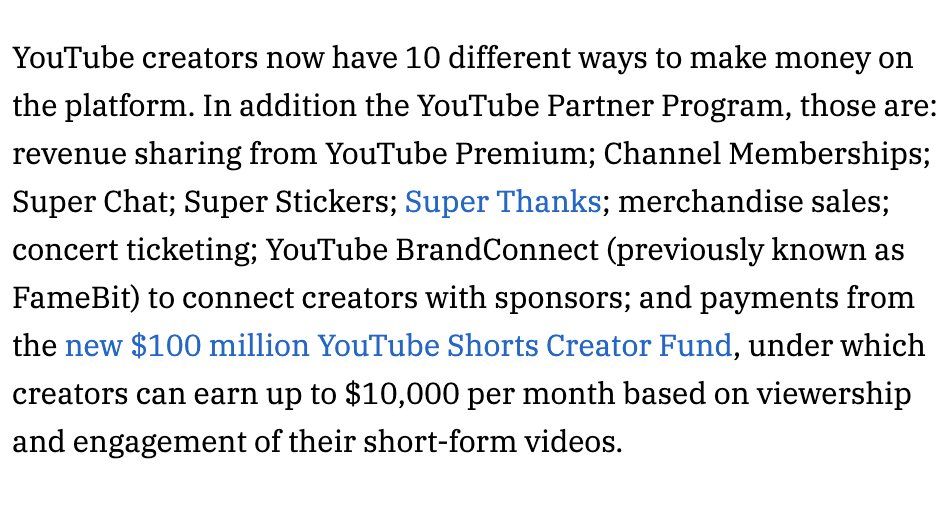 YouTube creators now have 10 different ways to make money on
the platform. In addition the YouTube Partner Program, those are:
revenue sharing from YouTube Premium; Channel Memberships;
Super Chat; Super Stickers; Super Thanks; merchandise sales;
concert ticketing; YouTube BrandConnect (previously known as
FameBit) to connect creators with sponsors; and payments from
the new $100 million YouTube Shorts Creator Fund, under which
creators can earn up to $10,000 per month based on viewership
and engagement of their short-form videos.